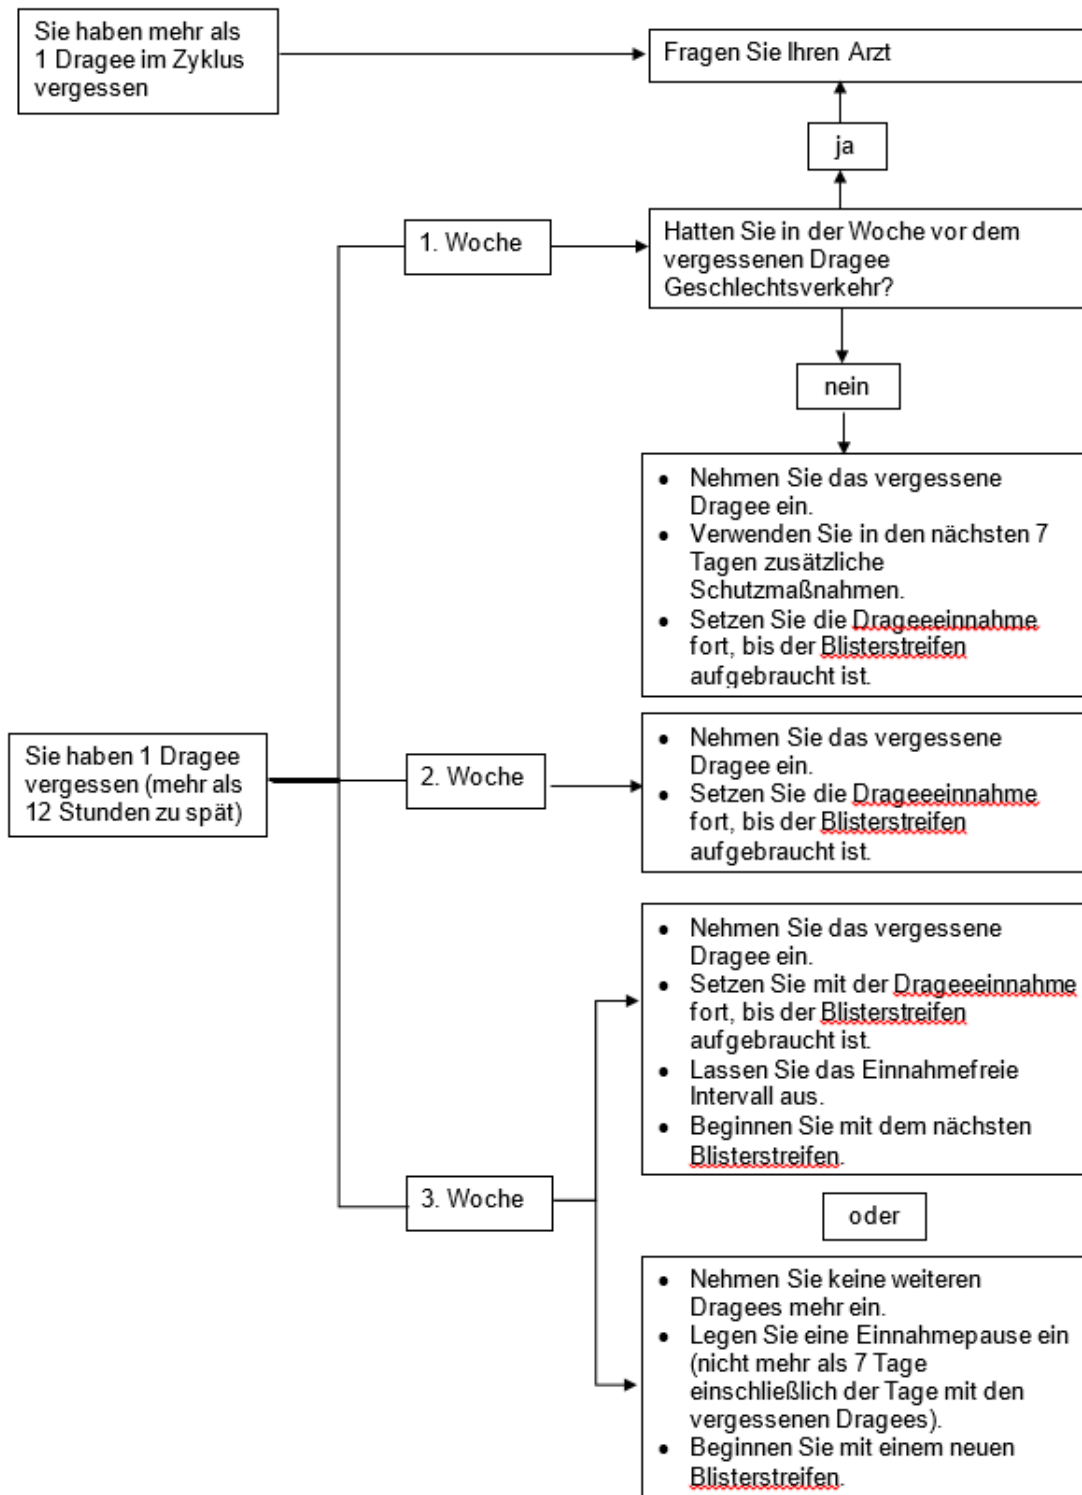 Sie haben mehr als
1 Dragee im Zyklus
vergessen
Fragen Sie Ihren Arzt
ja
1. Woche
Hatten Sie in der Woche vor dem
vergessenen Dragee
Geschlechtsverkehr?
nein
• Nehmen Sie das vergessene
Dragee ein.
• Verwenden Sie in den nächsten 7
Tagen zusätzliche
Schutzmaßnahmen.
• Setzen Sie die Drageeeinnahme
fort, bis der Blisterstreifen
aufgebraucht ist.
Sie haben 1 Dragee
vergessen (mehr als
12 Stunden zu spät)
2. Woche
• Nehmen Sie das vergessene
Dragee ein.
• Setzen Sie die Drageeeinnahme
fort, bis der Blisterstreifen
aufgebraucht ist.
3. Woche
• Nehmen Sie das vergessene
Dragee ein.
• Setzen Sie mit der Drageeeinnahme
fort, bis der Blisterstreifen
aufgebraucht ist.
• Lassen Sie das Einnahmefreie
Intervall aus.
• Beginnen Sie mit dem nächsten
Blisterstreifen.
oder
• Nehmen Sie keine weiteren
Dragees mehr ein.
• Legen Sie eine Einnahmepause ein
(nicht mehr als 7 Tage
einschließlich der Tage mit den
vergessenen Dragees).
• Beginnen Sie mit einem neuen
Blisterstreifen.